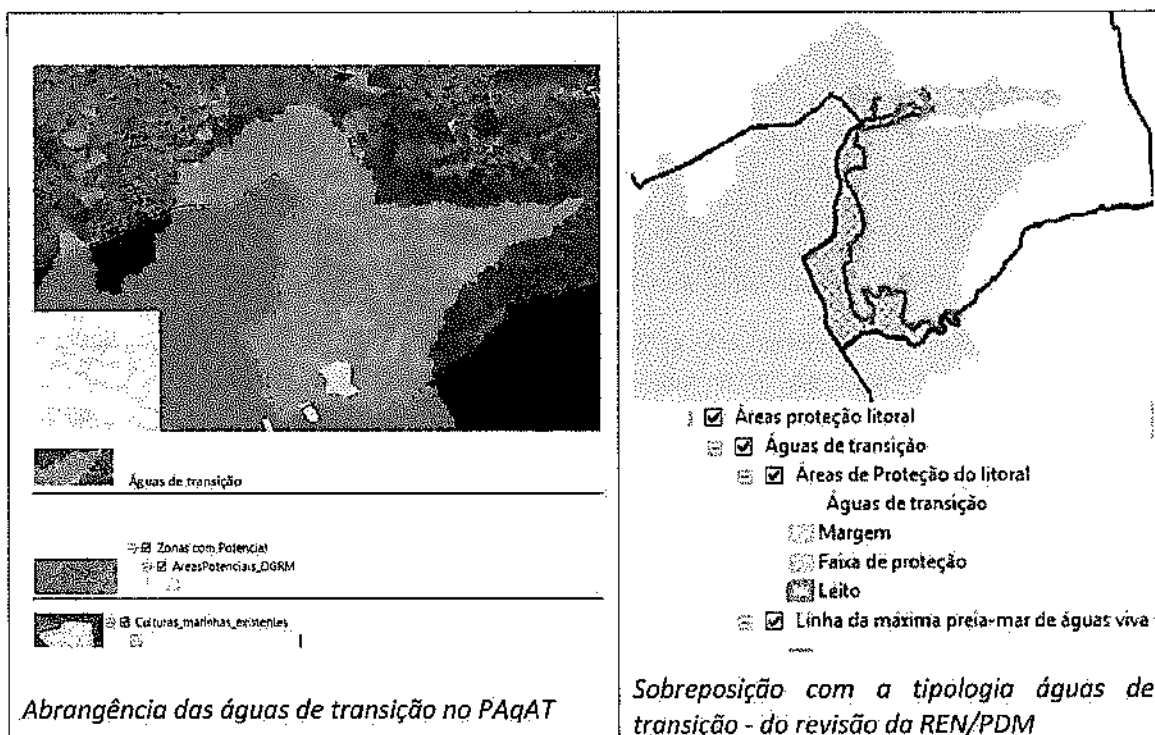 Águas de transição
Zonas com Potencial
AreasPotenciais_DGRM
Culturas_marinhas_existentes
Abrangência das águas de transição no PAqAT
Áreas proteção litoral
Águas de transição
Áreas de Proteção do litoral
Águas de transição
Margem
Faixa de proteção
Leito
Linha da máxima preia-mar de águas viva
Sobreposição com a tipologia águas de
transição - do revisão da REN/PDM